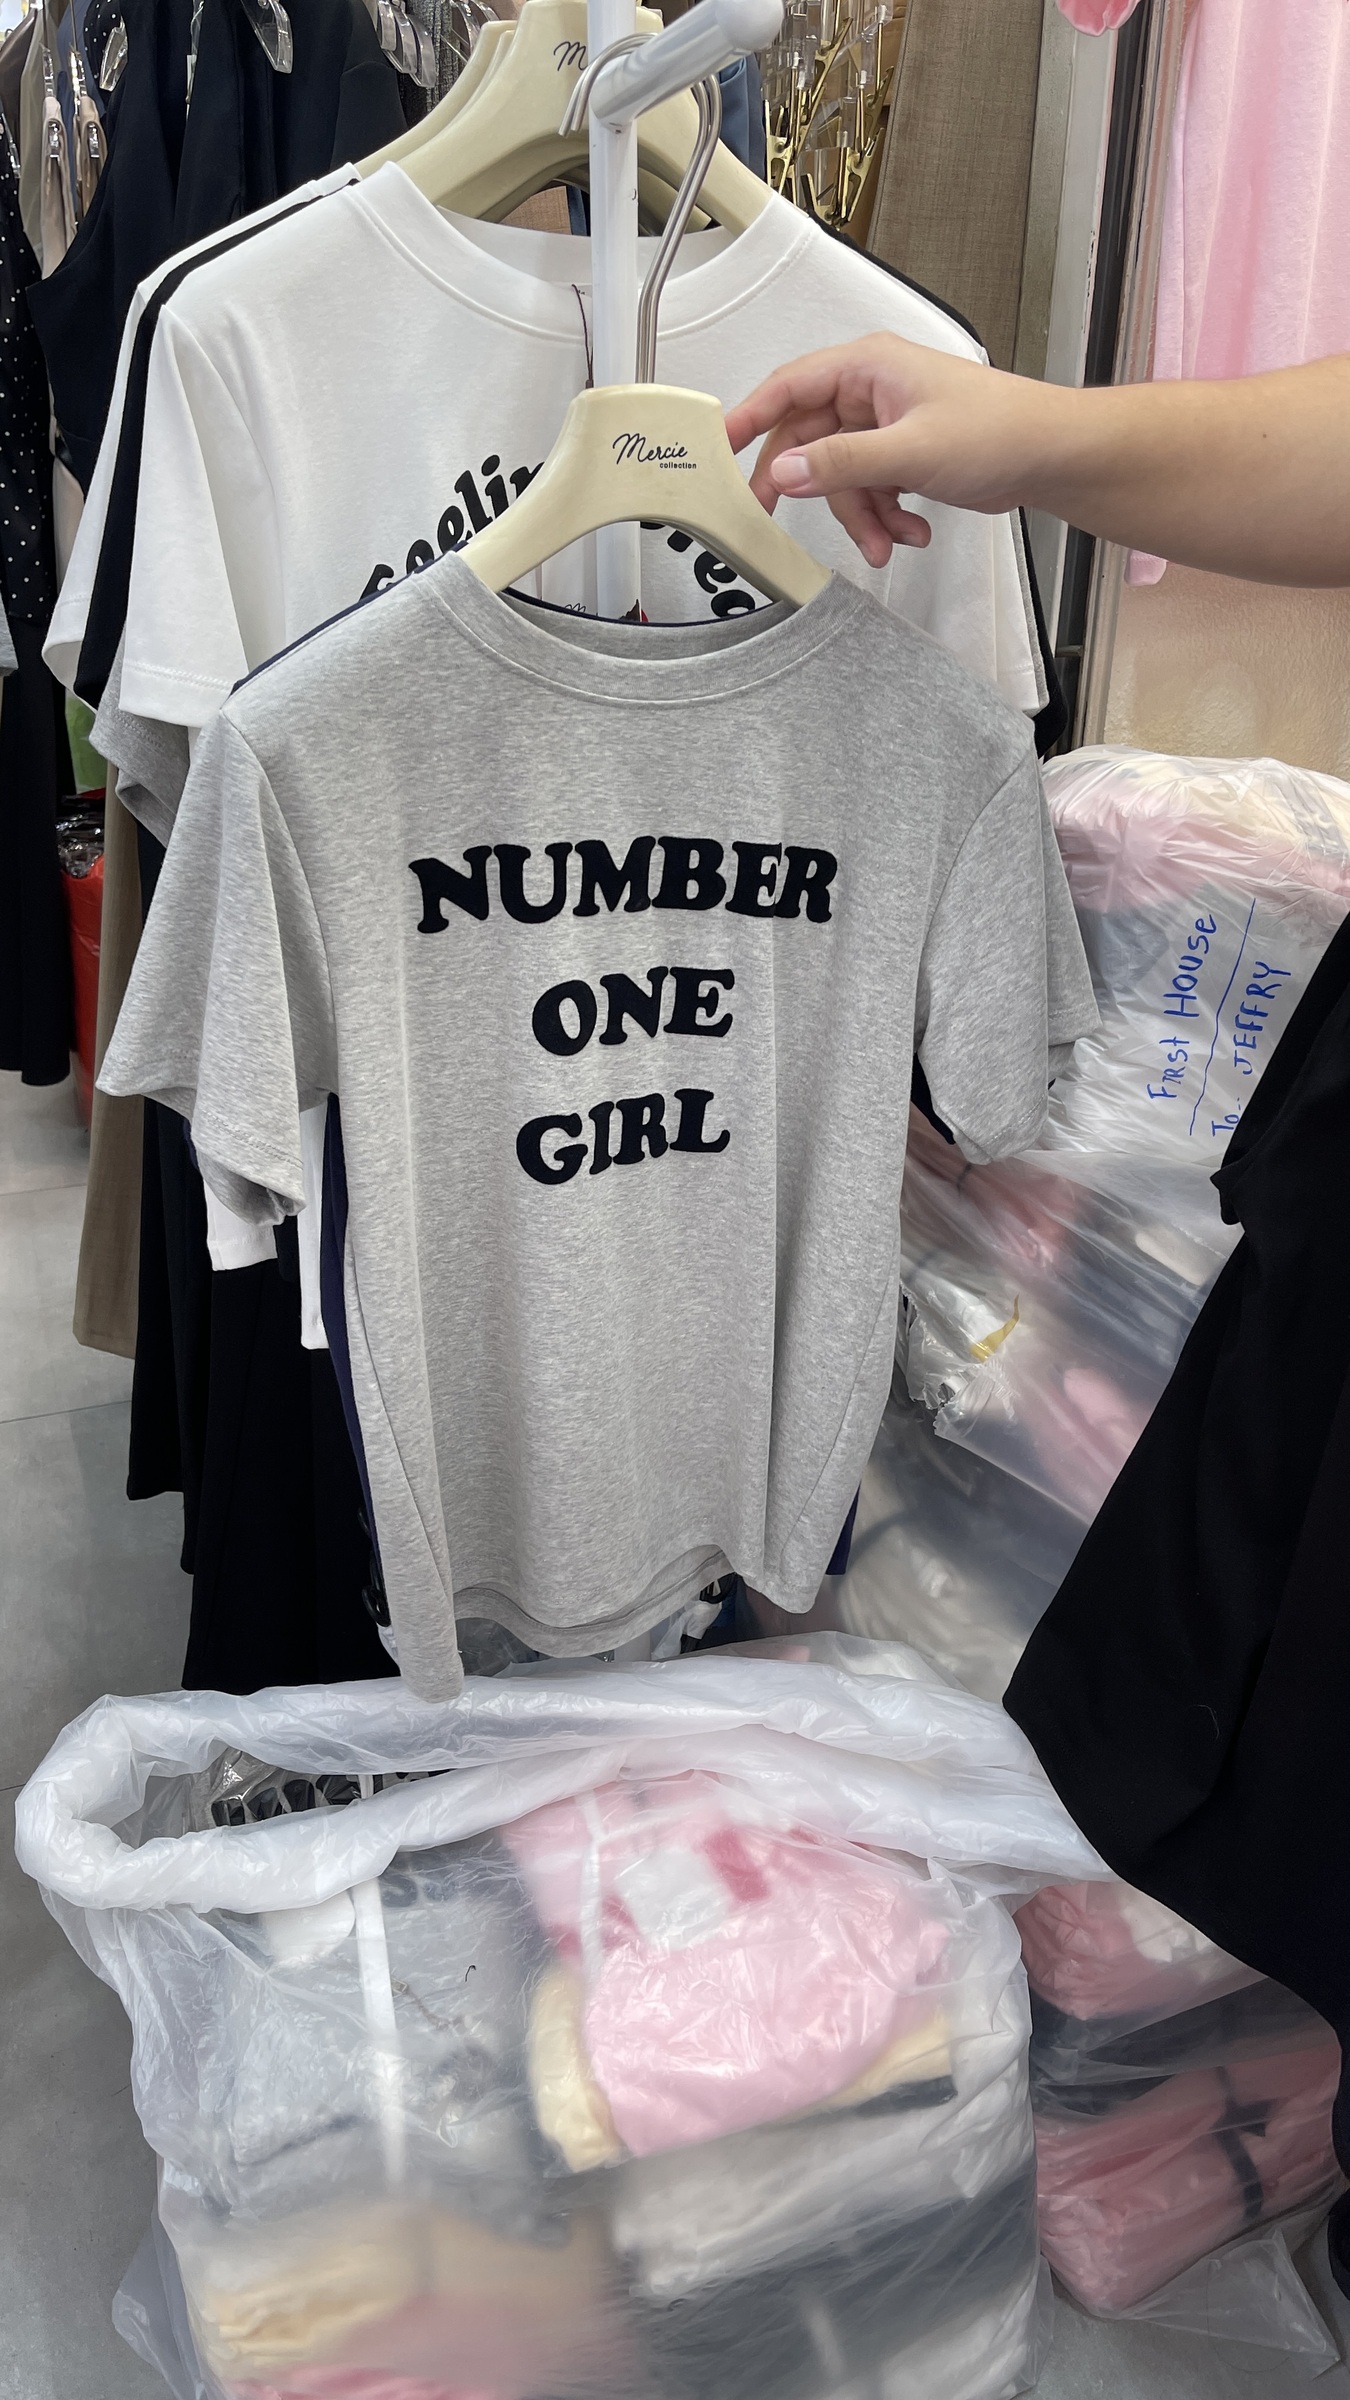 Mercie
collection
NUMBER
ONE
GIRL
First House
To.. JEFFRY